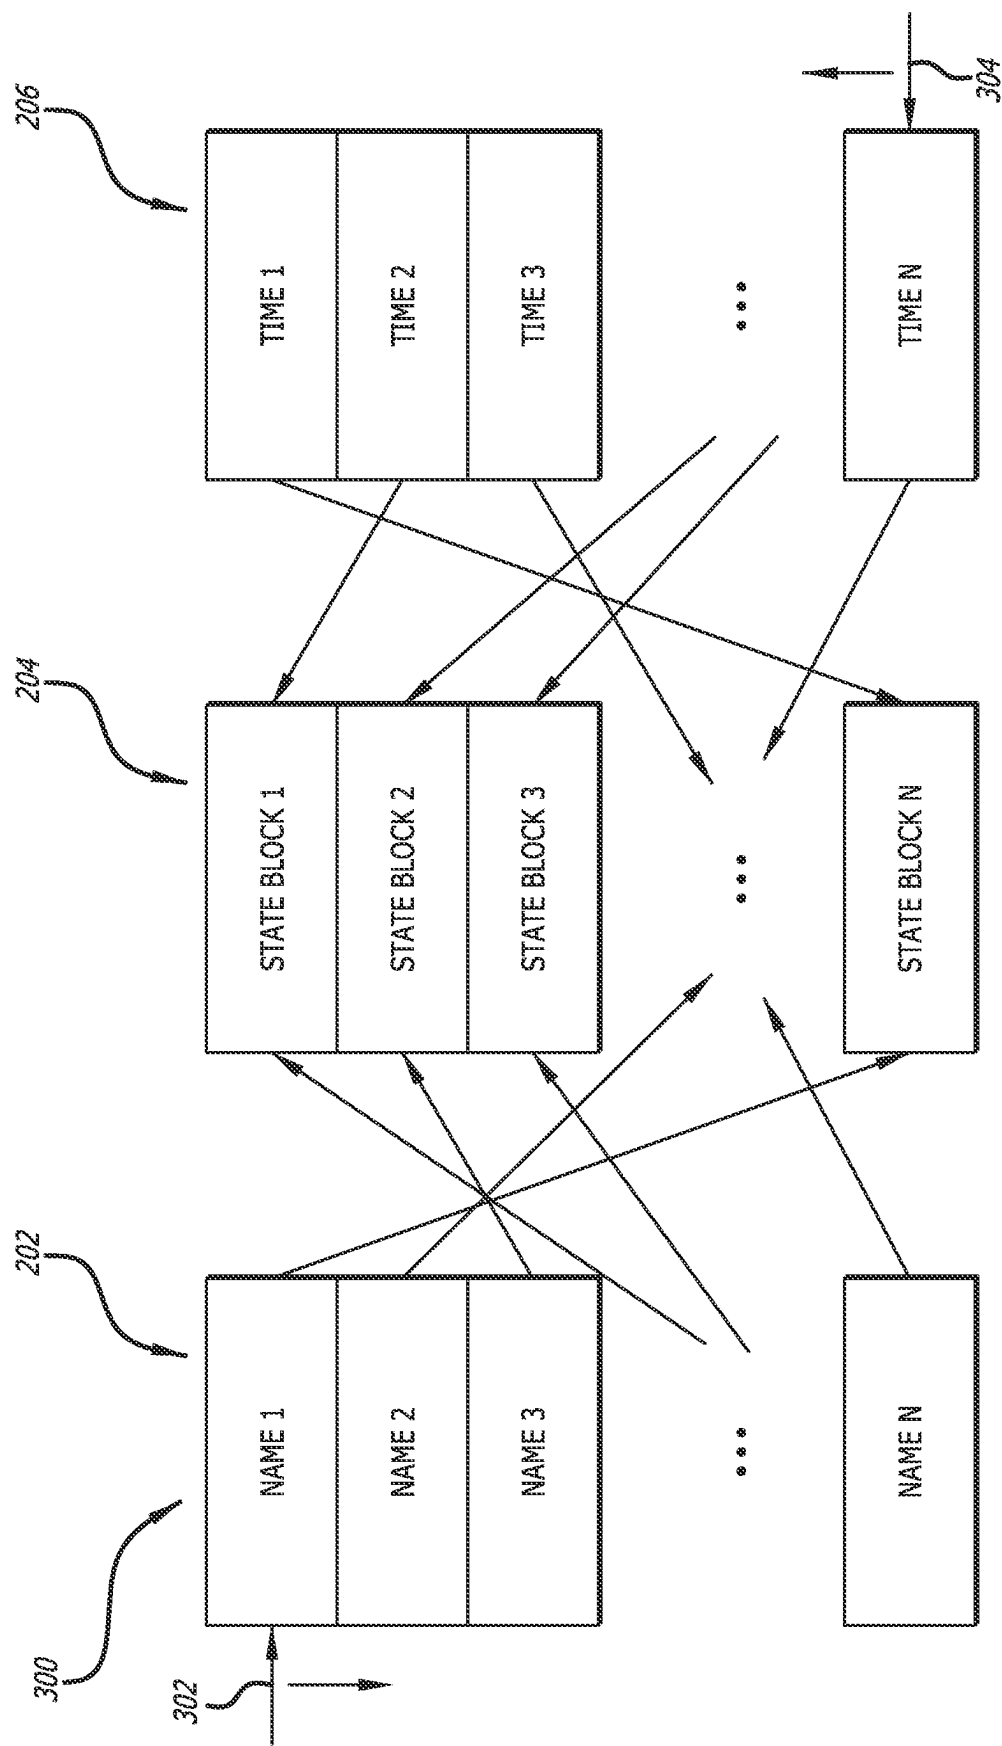 300
202
204
206
302
NAME 1
NAME 2
NAME 3
...
NAME N
STATE BLOCK 1
STATE BLOCK 2
STATE BLOCK 3
...
STATE BLOCK N
TIME 1
TIME 2
TIME 3
...
TIME N
304